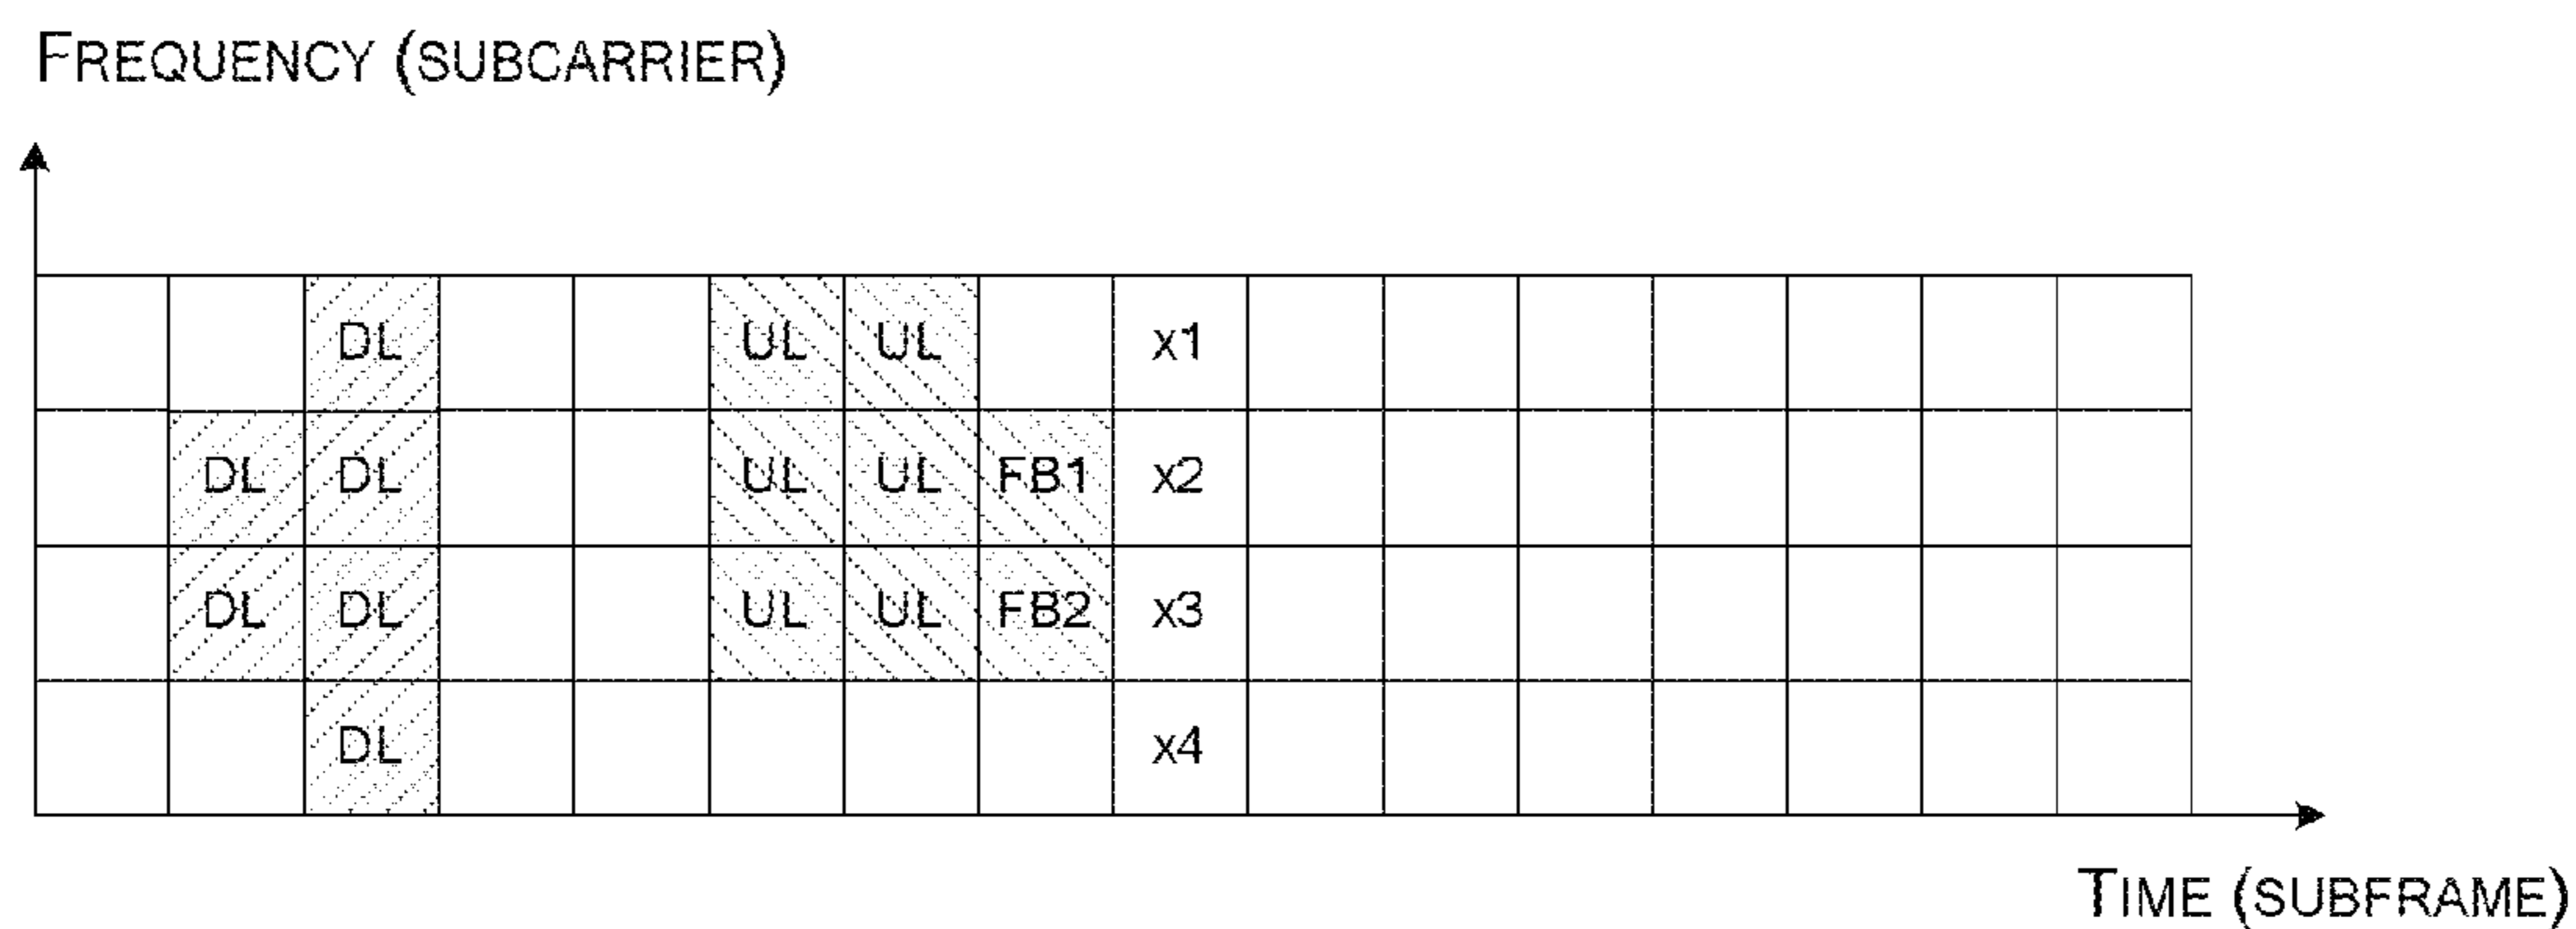 FREQUENCY (SUBCARRIER)
DL UL UL x1
DL DL UL UL FB1 x2
DL DL UL UL FB2 x3
DL x4
TIME (SUBFRAME)